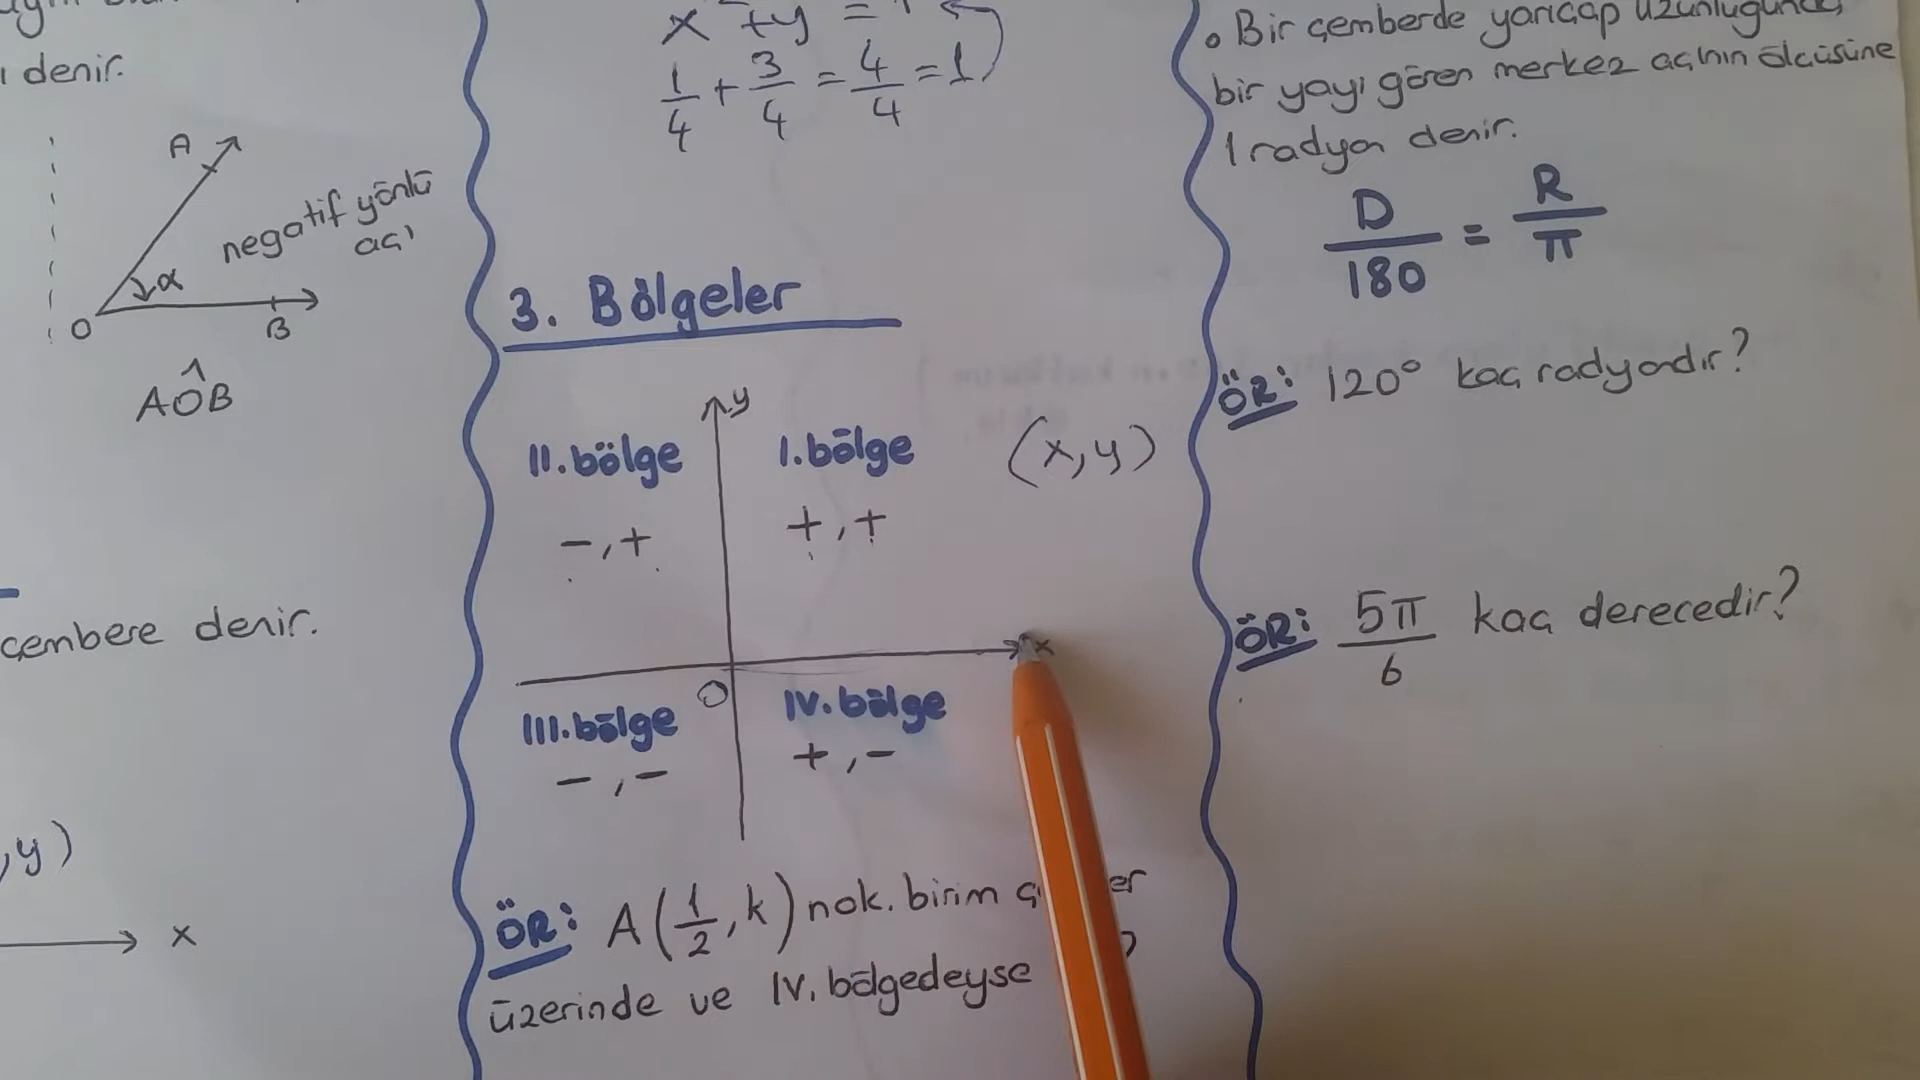 denir.
A
negatif yönlü
açı
α
O
B
AÔB
çembere denir.
,y)
x
1/4 + 3/4 = 4/4 = 1
3. Bölgeler
y
II.bölge
I.bölge
(x,y)
-,+
+,+
x
O
III.bölge
IV.bölge
-,-
+,-
ÖR: A(1/2,k) nok. birim
üzerinde ve IV. bölgedeyse
• Bir çemberde yarıçap uzunluğunda
bir yayı gören merkez açının ölçüsüne
1 radyan denir.
D/180 = R/π
ÖR: 120° kaç radyandır?
ÖR: 5π/6 kaç derecedir?